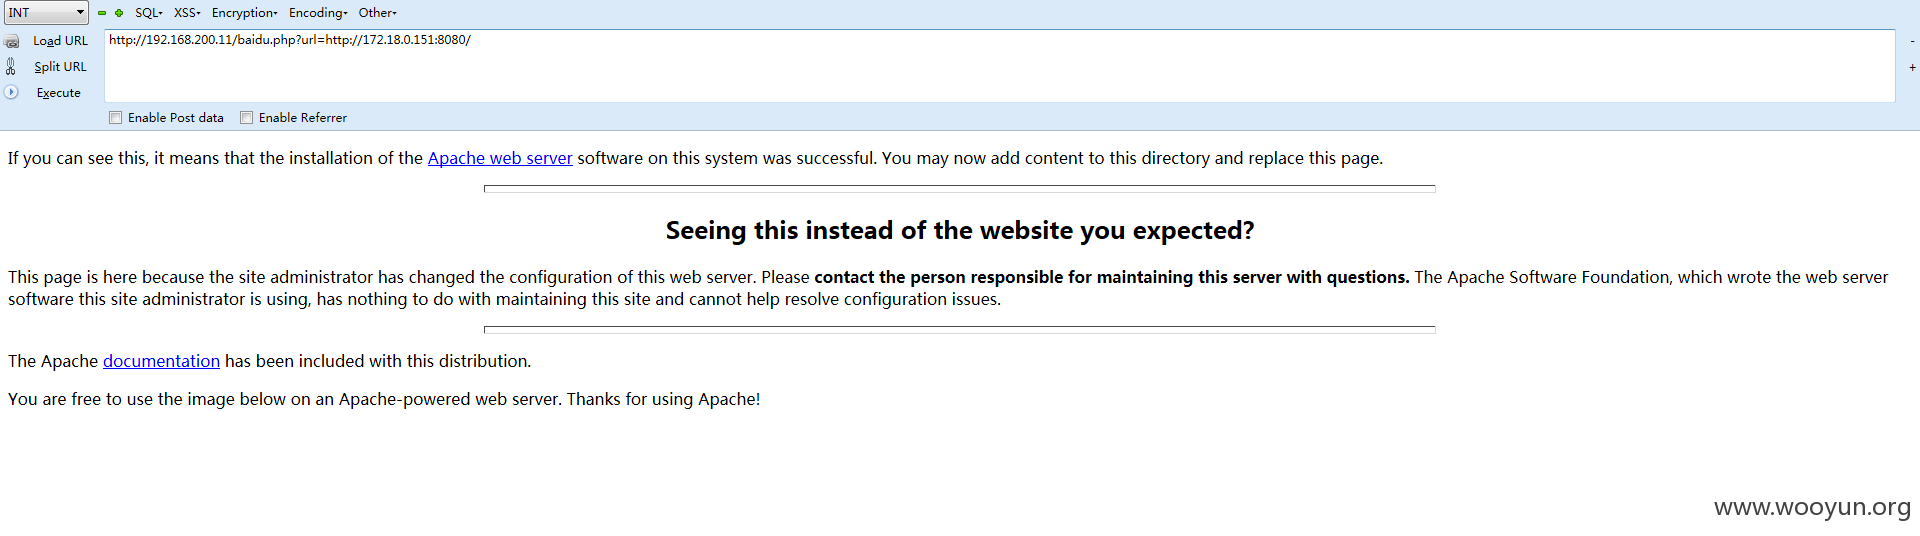 INT SQL- XSS- Encryption- Encoding- Other-
Load URL http://192.168.200.11/baidu.php?url=http://172.18.0.151:8080/ -
Split URL +
Execute
Enable Post data Enable Referrer
If you can see this, it means that the installation of the Apache web server software on this system was successful. You may now add content to this directory and replace this page.
Seeing this instead of the website you expected?
This page is here because the site administrator has changed the configuration of this web server. Please contact the person responsible for maintaining this server with questions. The Apache Software Foundation, which wrote the web server
software this site administrator is using, has nothing to do with maintaining this site and cannot help resolve configuration issues.
The Apache documentation has been included with this distribution.
You are free to use the image below on an Apache-powered web server. Thanks for using Apache!
www.wooyun.org